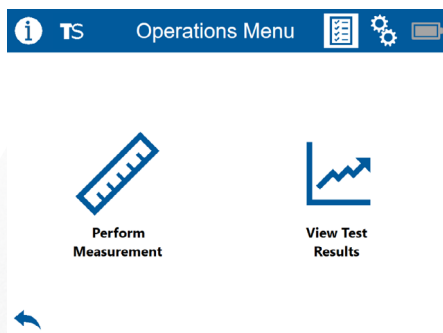 i TS Operations Menu
Perform
Measurement
View Test
Results